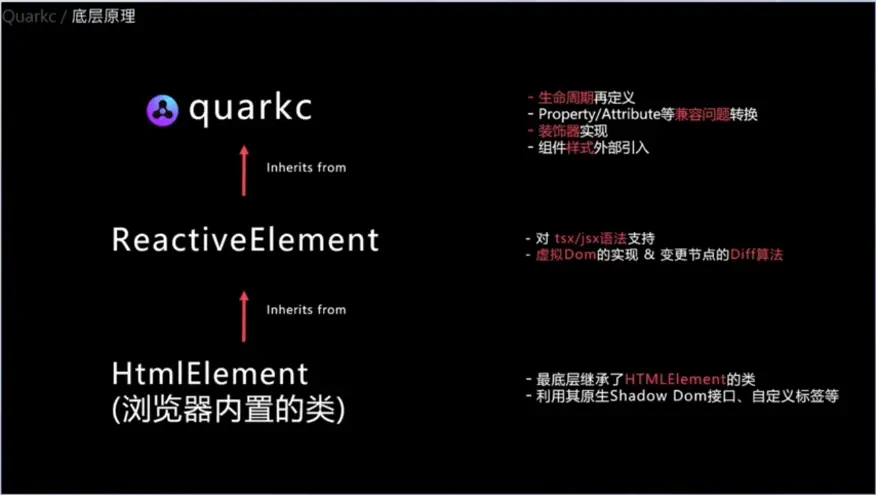 Quarkc / 底层原理
quarkc
- 生命周期再定义
- Property/Attribute等兼容问题转换
- 装饰器实现
- 组件样式外部引入
Inherits from
ReactiveElement
- 对 tsx/jsx语法支持
- 虚拟Dom的实现 & 变更节点的Diff算法
Inherits from
HtmlElement
(浏览器内置的类)
- 最底层继承了HTMLElement的类
- 利用其原生Shadow Dom接口、自定义标签等